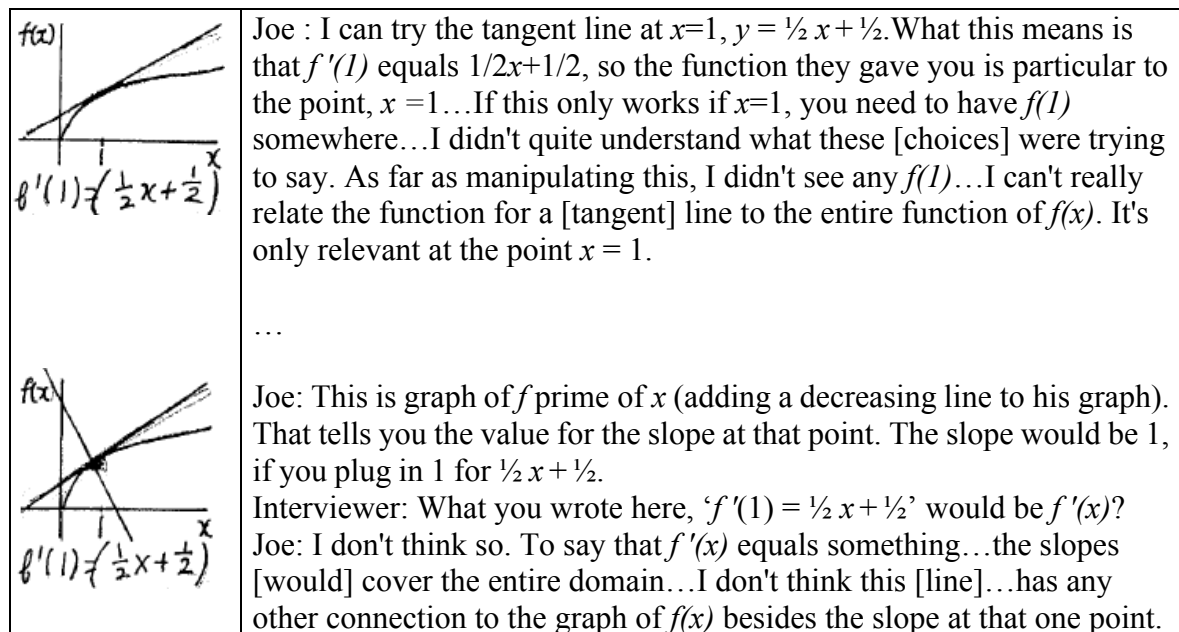 f(x)
1
x
f'(1)=(½x+½)
Joe : I can try the tangent line at x=1, y = ½ x + ½.What this means is
that f '(1) equals 1/2x+1/2, so the function they gave you is particular to
the point, x =1…If this only works if x=1, you need to have f(1)
somewhere…I didn't quite understand what these [choices] were trying
to say. As far as manipulating this, I didn't see any f(1)…I can't really
relate the function for a [tangent] line to the entire function of f(x). It's
only relevant at the point x = 1.
…
f(x)
1
x
f'(1)=(½x+½)
Joe: This is graph of f prime of x (adding a decreasing line to his graph).
That tells you the value for the slope at that point. The slope would be 1,
if you plug in 1 for ½ x + ½.
Interviewer: What you wrote here, ‘f '(1) = ½ x + ½’ would be f '(x)?
Joe: I don't think so. To say that f '(x) equals something…the slopes
[would] cover the entire domain…I don't think this [line]…has any
other connection to the graph of f(x) besides the slope at that one point.